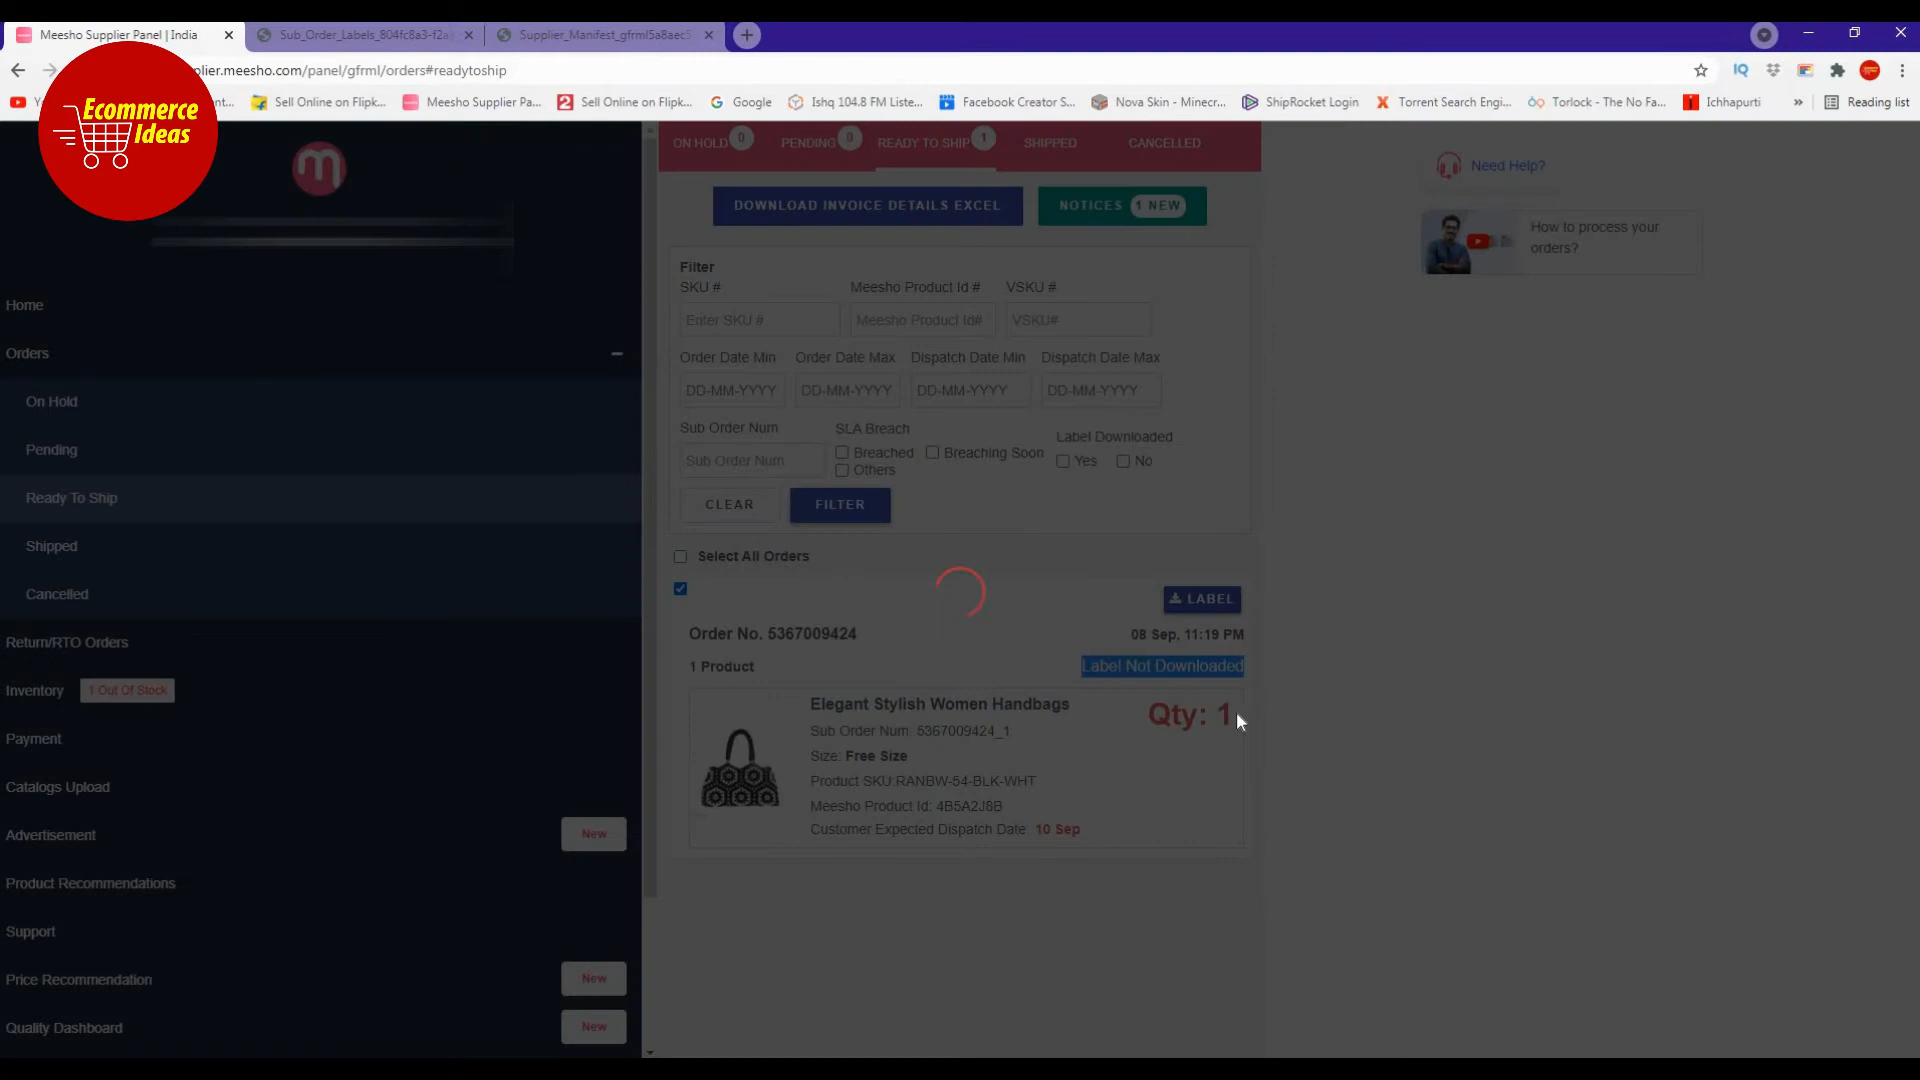 Meesho Supplier Panel | India
Sub_Order_Labels_804fc8a3-f2a
Supplier_Manifest_gfrml5a8aec5
plier.meesho.com/panel/gfrml/orders#readytoship
Sell Online on Flipk...
Meesho Supplier Pa...
Sell Online on Flipk...
Google
Ishq 104.8 FM Liste...
Facebook Creator S...
Nova Skin - Minecr...
ShipRocket Login
Torrent Search Engi...
Torlock - The No Fa...
Ichhapurti
»
Reading list
Ecommerce
Ideas
m
Home
Orders
On Hold
Pending
Ready To Ship
Shipped
Cancelled
Return/RTO Orders
Inventory 1 Out Of Stock
Payment
Catalogs Upload
Advertisement New
Product Recommendations
Support
Price Recommendation New
Quality Dashboard New
ON HOLD 0 PENDING 0 READY TO SHIP 1 SHIPPED CANCELLED
DOWNLOAD INVOICE DETAILS EXCEL NOTICES 1 NEW
Filter
SKU # Meesho Product Id # VSKU #
Enter SKU # Meesho Product Id# VSKU#
Order Date Min Order Date Max Dispatch Date Min Dispatch Date Max
DD-MM-YYYY DD-MM-YYYY DD-MM-YYYY DD-MM-YYYY
Sub Order Num SLA Breach Label Downloaded
Sub Order Num Breached Breaching Soon Yes No
Others
CLEAR FILTER
Select All Orders
LABEL
Order No. 5367009424 08 Sep, 11:19 PM
1 Product Label Not Downloaded
Elegant Stylish Women Handbags Qty: 1
Sub Order Num: 5367009424_1
Size: Free Size
Product SKU:RANBW-54-BLK-WHT
Meesho Product Id: 4B5A2J8B
Customer Expected Dispatch Date: 10 Sep
Need Help?
How to process your
orders?